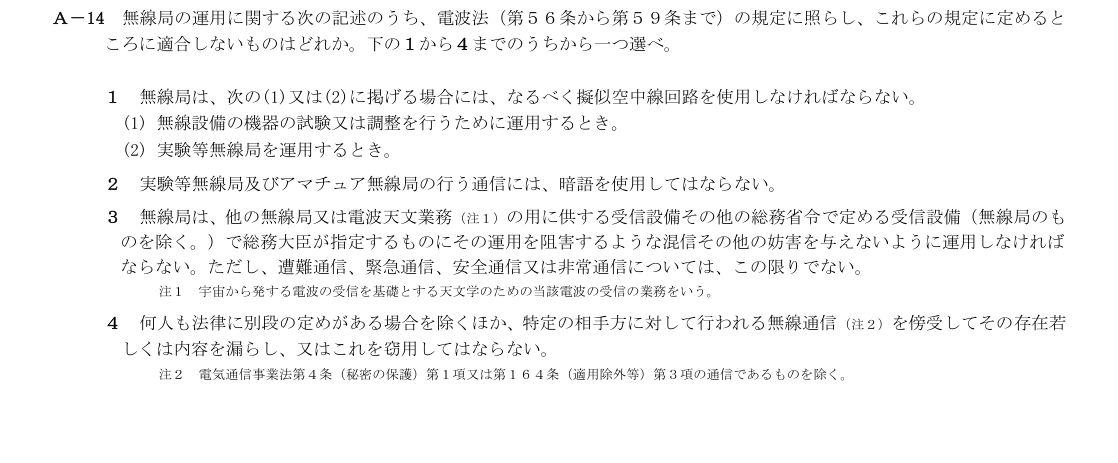 Ａ－14　無線局の運用に関する次の記述のうち、電波法（第５６条から第５９条まで）の規定に照らし、これらの規定に定めると
ころに適合しないものはどれか。下の１から４までのうちから一つ選べ。
１　無線局は、次の(1)又は(2)に掲げる場合には、なるべく擬似空中線回路を使用しなければならない。
(1) 無線設備の機器の試験又は調整を行うために運用するとき。
(2) 実験等無線局を運用するとき。
２　実験等無線局及びアマチュア無線局の行う通信には、暗語を使用してはならない。
３　無線局は、他の無線局又は電波天文業務（注１）の用に供する受信設備その他の総務省令で定める受信設備（無線局のも
のを除く。）で総務大臣が指定するものにその運用を阻害するような混信その他の妨害を与えないように運用しなければ
ならない。ただし、遭難通信、緊急通信、安全通信又は非常通信については、この限りでない。
注１　宇宙から発する電波の受信を基礎とする天文学のための当該電波の受信の業務をいう。
４　何人も法律に別段の定めがある場合を除くほか、特定の相手方に対して行われる無線通信（注２）を傍受してその存在若
しくは内容を漏らし、又はこれを窃用してはならない。
注２　電気通信事業法第４条（秘密の保護）第１項又は第１６４条（適用除外等）第３項の通信であるものを除く。